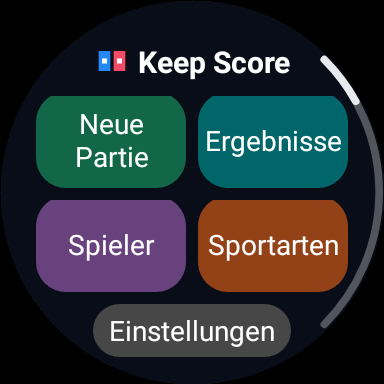 Keep Score
Neue
Partie
Ergebnisse
Spieler
Sportarten
Einstellungen